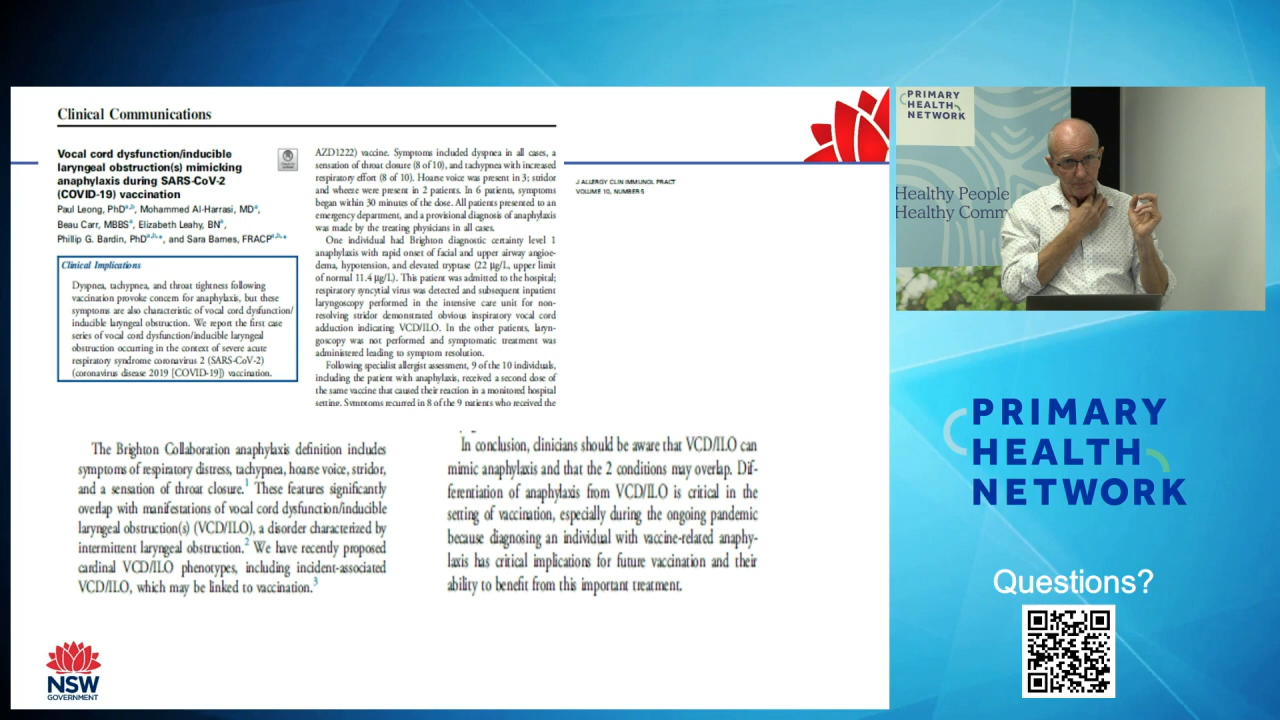 Clinical Communications
Vocal cord dysfunction/inducible
laryngeal obstruction(s) mimicking
anaphylaxis during SARS-CoV-2
(COVID-19) vaccination
Paul Leong, PhDa,b, Mohammed Al-Harrasi, MDa,
Beau Carr, MBBSa, Elizabeth Leahy, BNa,
Phillip G. Bardin, PhDa,b,*, and Sara Barnes, FRACPa,b,*
Clinical Implications
Dyspnea, tachypnea, and throat tightness following
vaccination provoke concern for anaphylaxis, but these
symptoms are also characteristic of vocal cord dysfunction/
inducible laryngeal obstruction. We report the first case
series of vocal cord dysfunction/inducible laryngeal
obstruction occurring in the context of severe acute
respiratory syndrome coronavirus 2 (SARS-CoV-2)
(coronavirus disease 2019 [COVID-19]) vaccination.
AZD1222) vaccine. Symptoms included dyspnea in all cases, a
sensation of throat closure (8 of 10), and tachypnea with increased
respiratory effort (8 of 10). Hoarse voice was present in 3; stridor
and wheeze were present in 2 patients. In 6 patients, symptoms
began within 30 minutes of the dose. All patients presented to an
emergency department, and a provisional diagnosis of anaphylaxis
was made by the treating physicians in all cases.
One individual had Brighton diagnostic certainty level 1
anaphylaxis with rapid onset of facial and upper airway angioe-
dema, hypotension, and elevated tryptase (22 µg/L, upper limit
of normal 11.4 µg/L). This patient was admitted to the hospital;
respiratory syncytial virus was detected and subsequent inpatient
laryngoscopy performed in the intensive care unit for non-
resolving stridor demonstrated obvious inspiratory vocal cord
adduction indicating VCD/ILO. In the other patients, laryn-
goscopy was not performed and symptomatic treatment was
administered leading to symptom resolution.
Following specialist allergist assessment, 9 of the 10 individuals,
including the patient with anaphylaxis, received a second dose of
the same vaccine that caused their reaction in a monitored hospital
setting. Symptoms recurred in 8 of the 9 patients who received the
J ALLERGY CLIN IMMUNOL PRACT
VOLUME 10, NUMBER 5
The Brighton Collaboration anaphylaxis definition includes
symptoms of respiratory distress, tachypnea, hoarse voice, stridor,
and a sensation of throat closure.1 These features significantly
overlap with manifestations of vocal cord dysfunction/inducible
laryngeal obstruction(s) (VCD/ILO), a disorder characterized by
intermittent laryngeal obstruction.2 We have recently proposed
cardinal VCD/ILO phenotypes, including incident-associated
VCD/ILO, which may be linked to vaccination.3
In conclusion, clinicians should be aware that VCD/ILO can
mimic anaphylaxis and that the 2 conditions may overlap. Dif-
ferentiation of anaphylaxis from VCD/ILO is critical in the
setting of vaccination, especially during the ongoing pandemic
because diagnosing an individual with vaccine-related anaphy-
laxis has critical implications for future vaccination and their
ability to benefit from this important treatment.
NSW
GOVERNMENT
PRIMARY
HEALTH
NETWORK
Healthy People
Healthy Comm
PRIMARY
HEALTH
NETWORK
Questions?